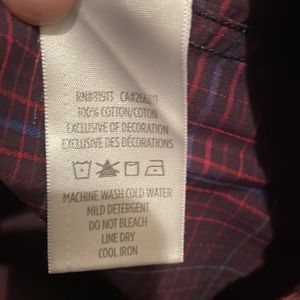 100% COTTON/COTON
EXCLUSIVE OF DECORATION
EXCLUSIVE DES DÉCORATIONS
MACHINE WASH COLD WATER
MILD DETERGENT
DO NOT BLEACH
LINE DRY
COOL IRON